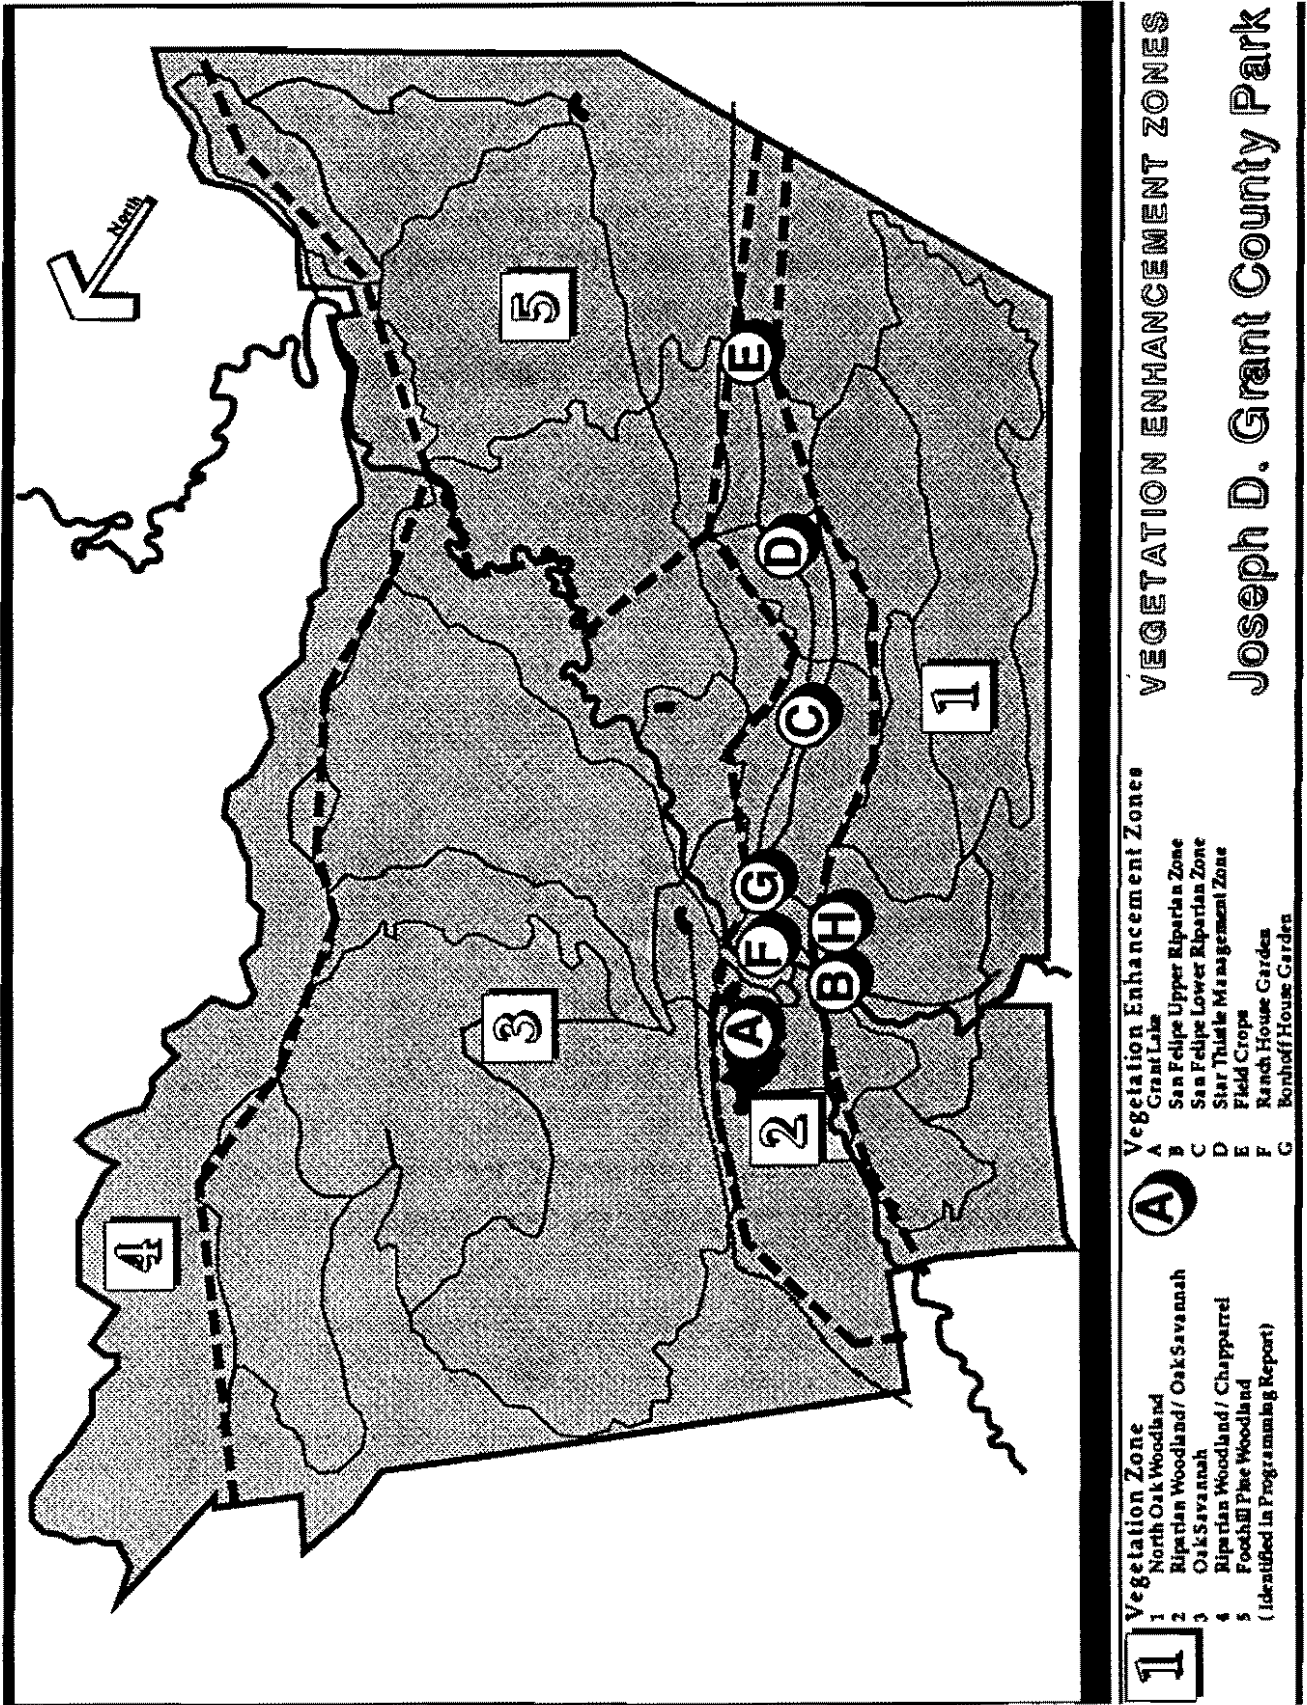 North
4
3
5
2
1
A
B
C
D
E
F
G
H
1
Vegetation Zone
1 North Oak Woodland
2 Riparian Woodland / Oak Savannah
3 Oak Savannah
4 Riparian Woodland / Chapparrel
5 Foothill Pine Woodland
(Identified in Programming Report)
A
Vegetation Enhancement Zones
A Grant Lake
B San Felipe Upper Riparian Zone
C San Felipe Lower Riparian Zone
D Star Thistle Management Zone
E Field Crops
F Ranch House Garden
G Bonhoff House Garden
VEGETATION ENHANCEMENT ZONES
Joseph D. Grant County Park